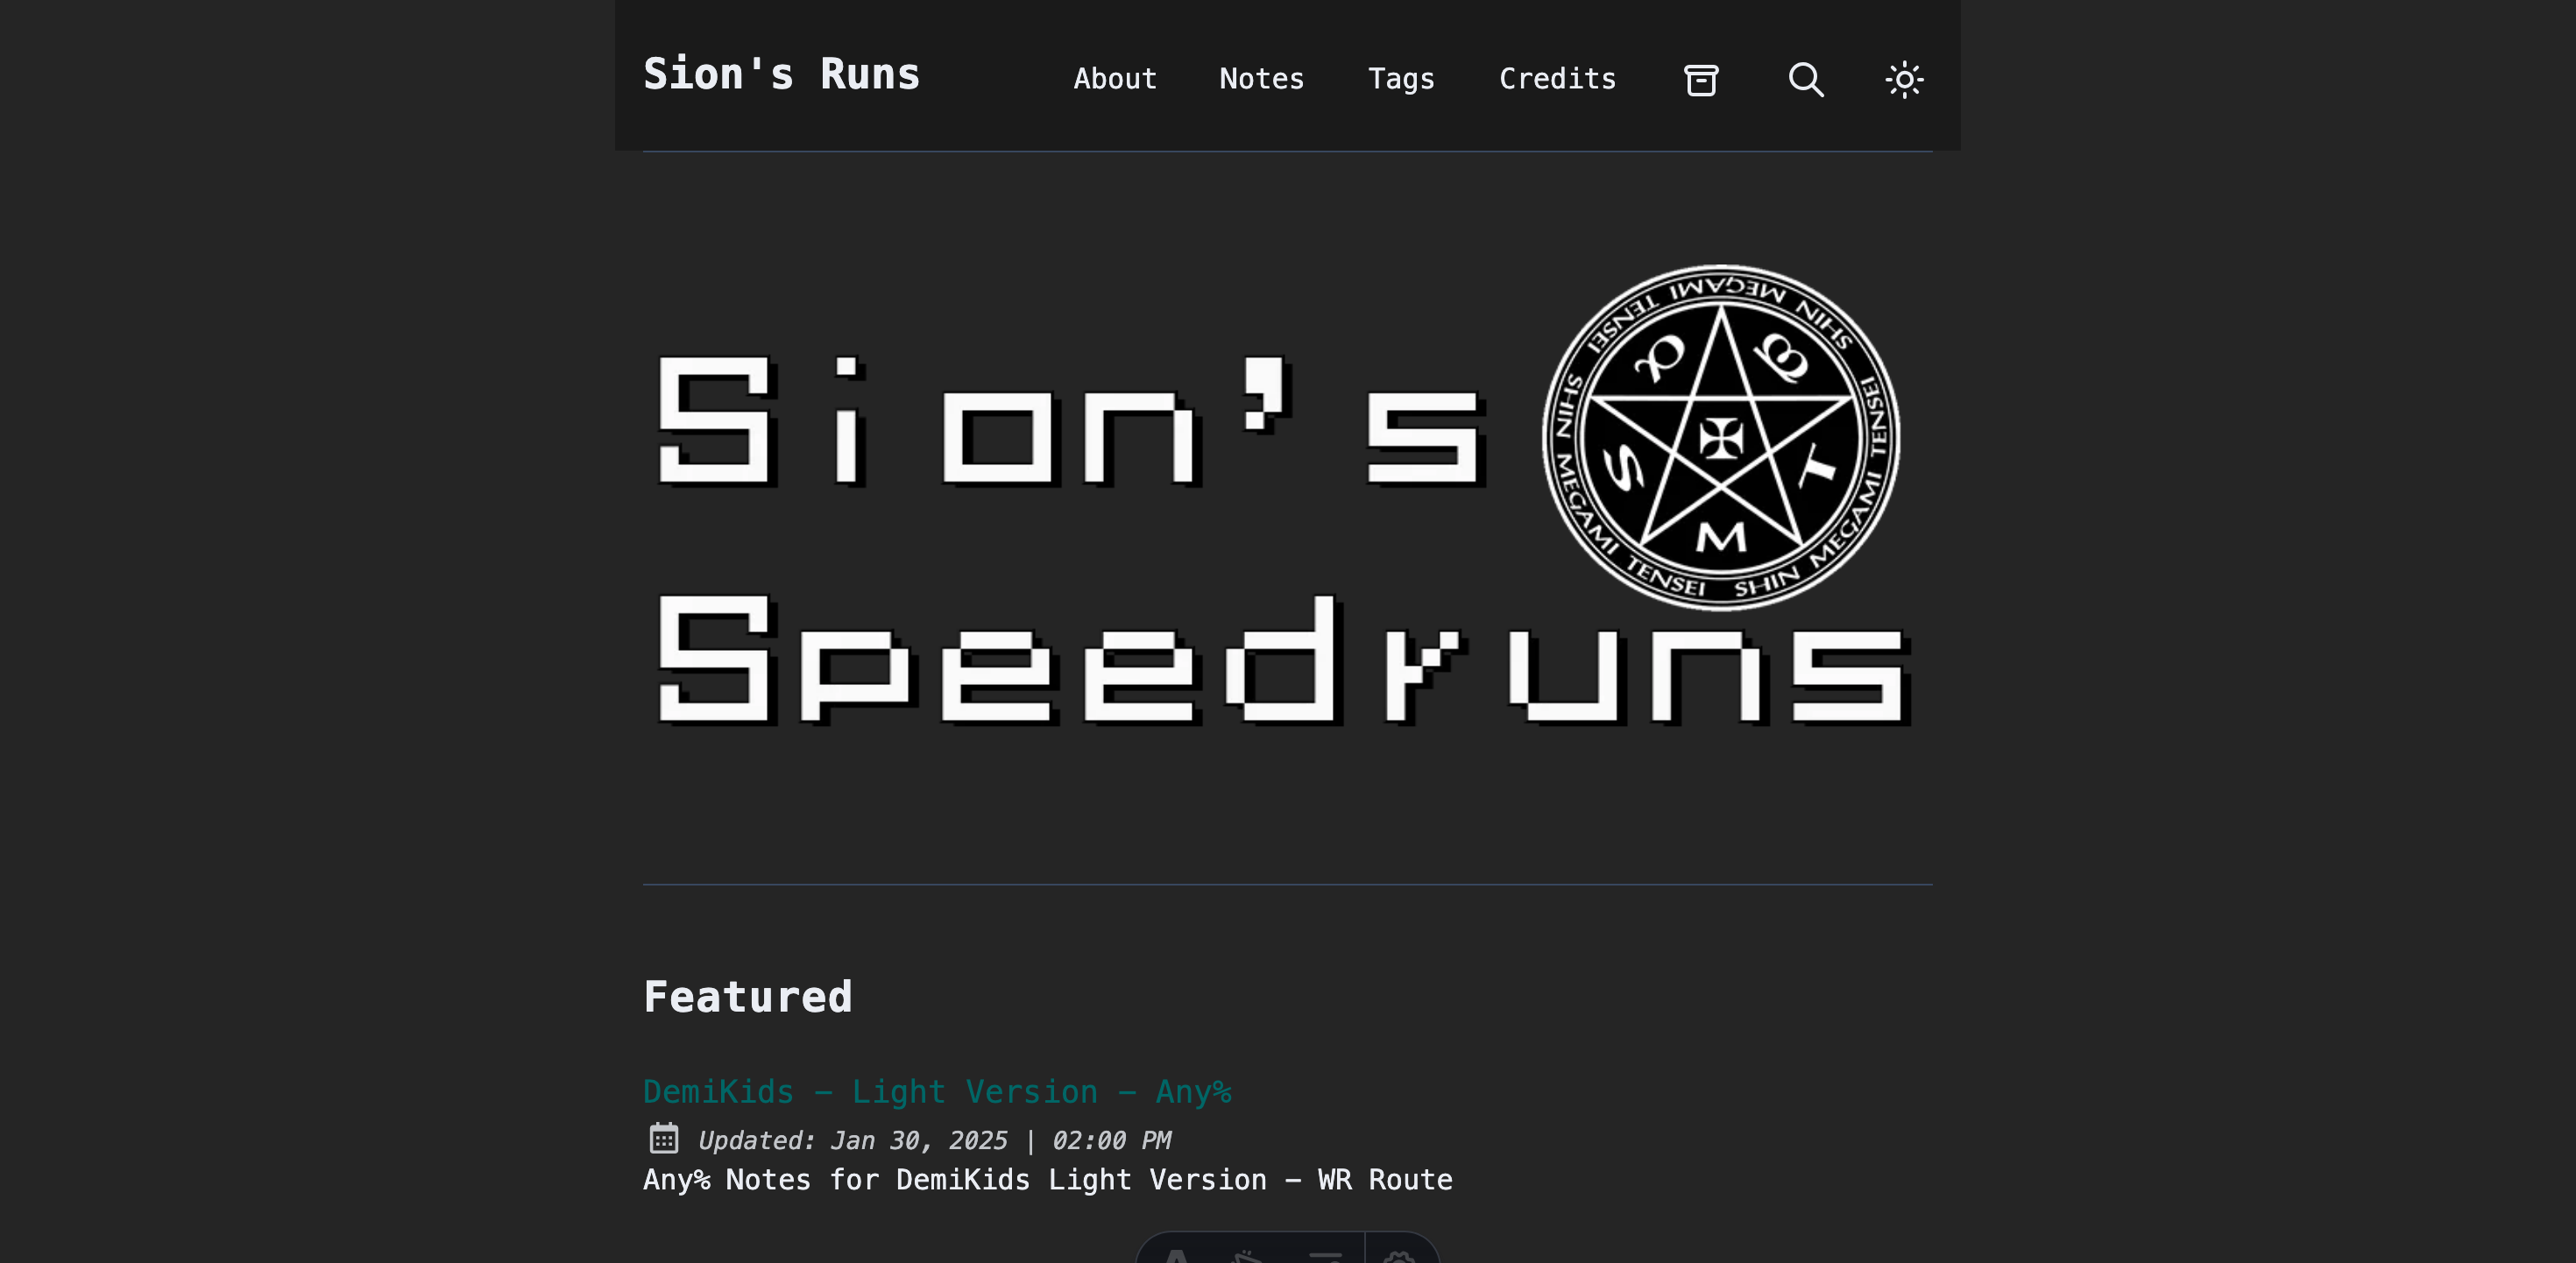 Sion's Runs
About Notes Tags Credits
Sion's
SHIN MEGAMI TENSEI SHIN MEGAMI TENSEI SHIN MEGAMI TENSEI
S M T
Speedruns
Featured
DemiKids – Light Version – Any%
Updated: Jan 30, 2025 | 02:00 PM
Any% Notes for DemiKids Light Version – WR Route